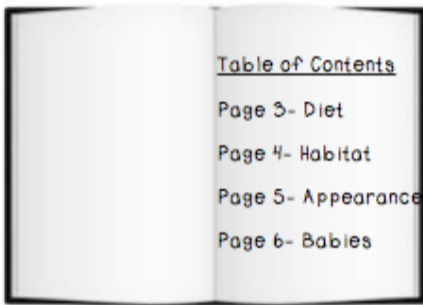 Table of Contents
Page 3- Diet
Page 4- Habitat
Page 5- Appearance
Page 6- Babies